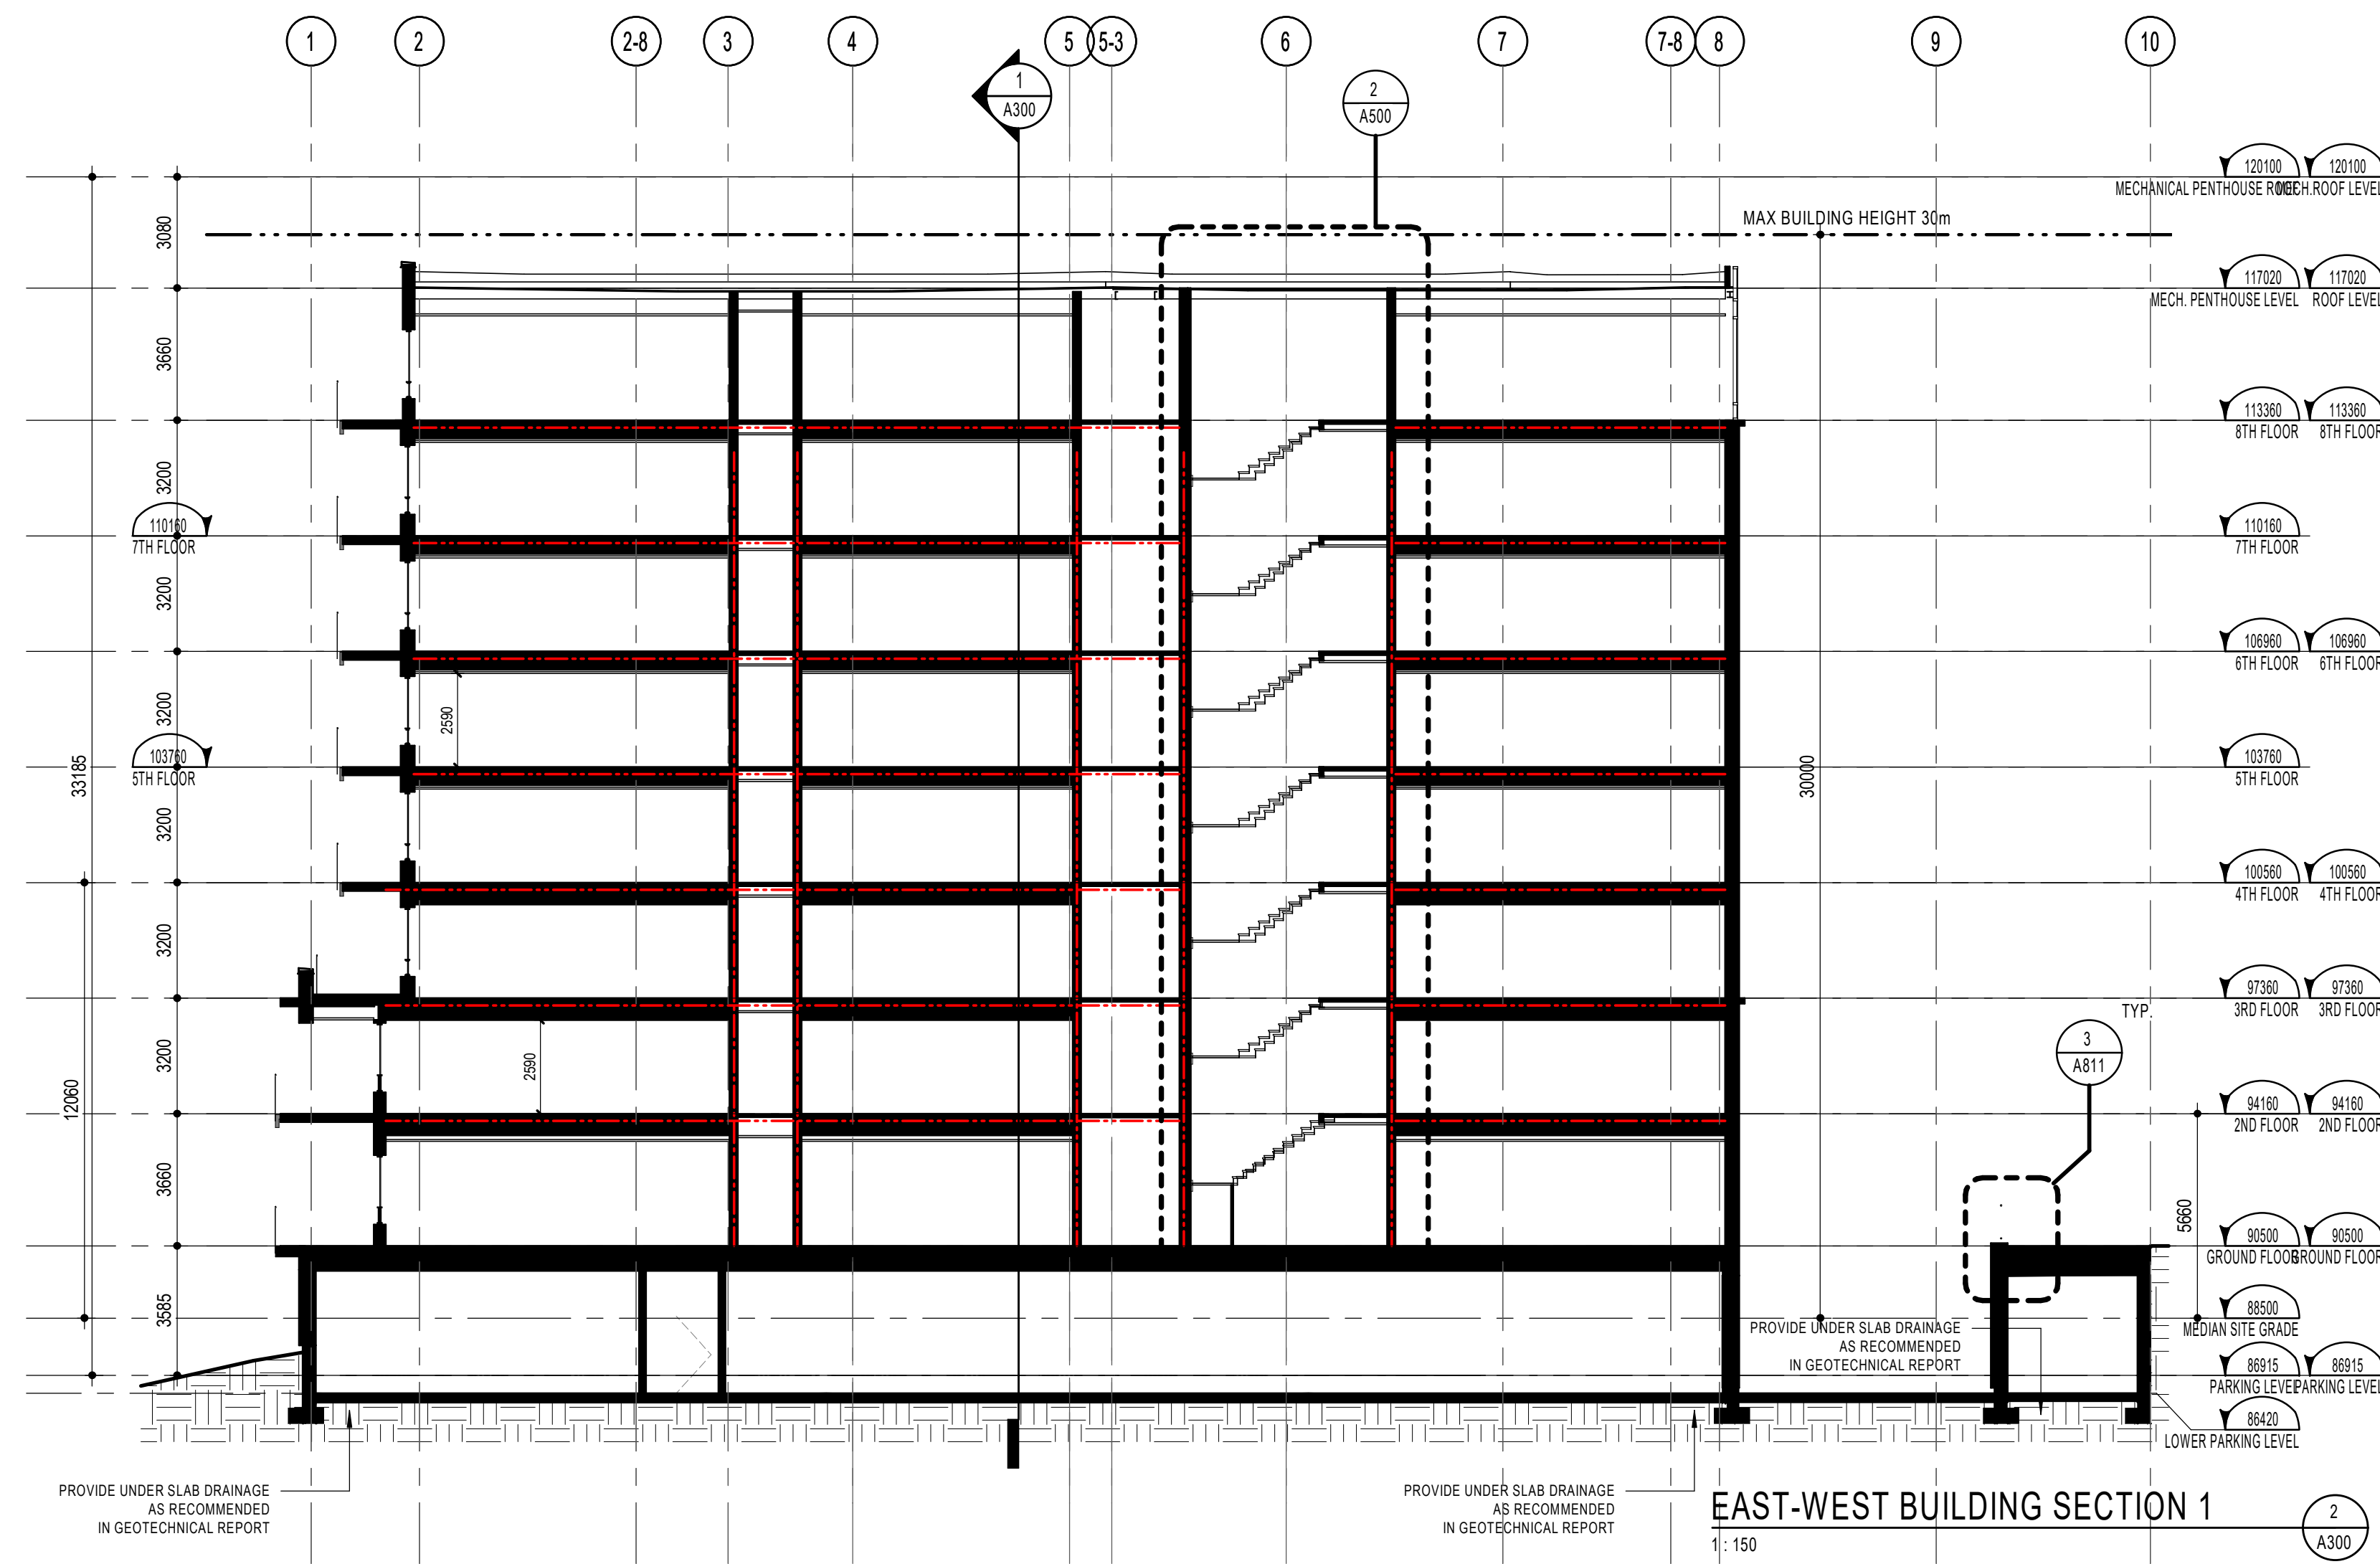 1 2 2-8 3 4 5 5-3 6 7 7-8 8 9 10
1
A300
2
A500
120100 120100
MECHANICAL PENTHOUSE ROOF MECH.ROOF LEVEL
MAX BUILDING HEIGHT 30m
3080
117020 117020
MECH. PENTHOUSE LEVEL ROOF LEVEL
3660
113360 113360
8TH FLOOR 8TH FLOOR
3200
110160 110160
7TH FLOOR 7TH FLOOR
3200
106960 106960
6TH FLOOR 6TH FLOOR
3200
2590
103760 103760
5TH FLOOR 5TH FLOOR
33185
30000
3200
100560 100560
4TH FLOOR 4TH FLOOR
3200
97360 97360
3RD FLOOR 3RD FLOOR
TYP.
3
A811
3200
2590
12060
94160 94160
2ND FLOOR 2ND FLOOR
3660
5660
90500 90500
GROUND FLOOR GROUND FLOOR
3585
88500
MEDIAN SITE GRADE
PROVIDE UNDER SLAB DRAINAGE
AS RECOMMENDED
IN GEOTECHNICAL REPORT
86915 86915
PARKING LEVEL PARKING LEVEL
86420
LOWER PARKING LEVEL
PROVIDE UNDER SLAB DRAINAGE
AS RECOMMENDED
IN GEOTECHNICAL REPORT
PROVIDE UNDER SLAB DRAINAGE
AS RECOMMENDED
IN GEOTECHNICAL REPORT
EAST-WEST BUILDING SECTION 1
1 : 150
2
A300